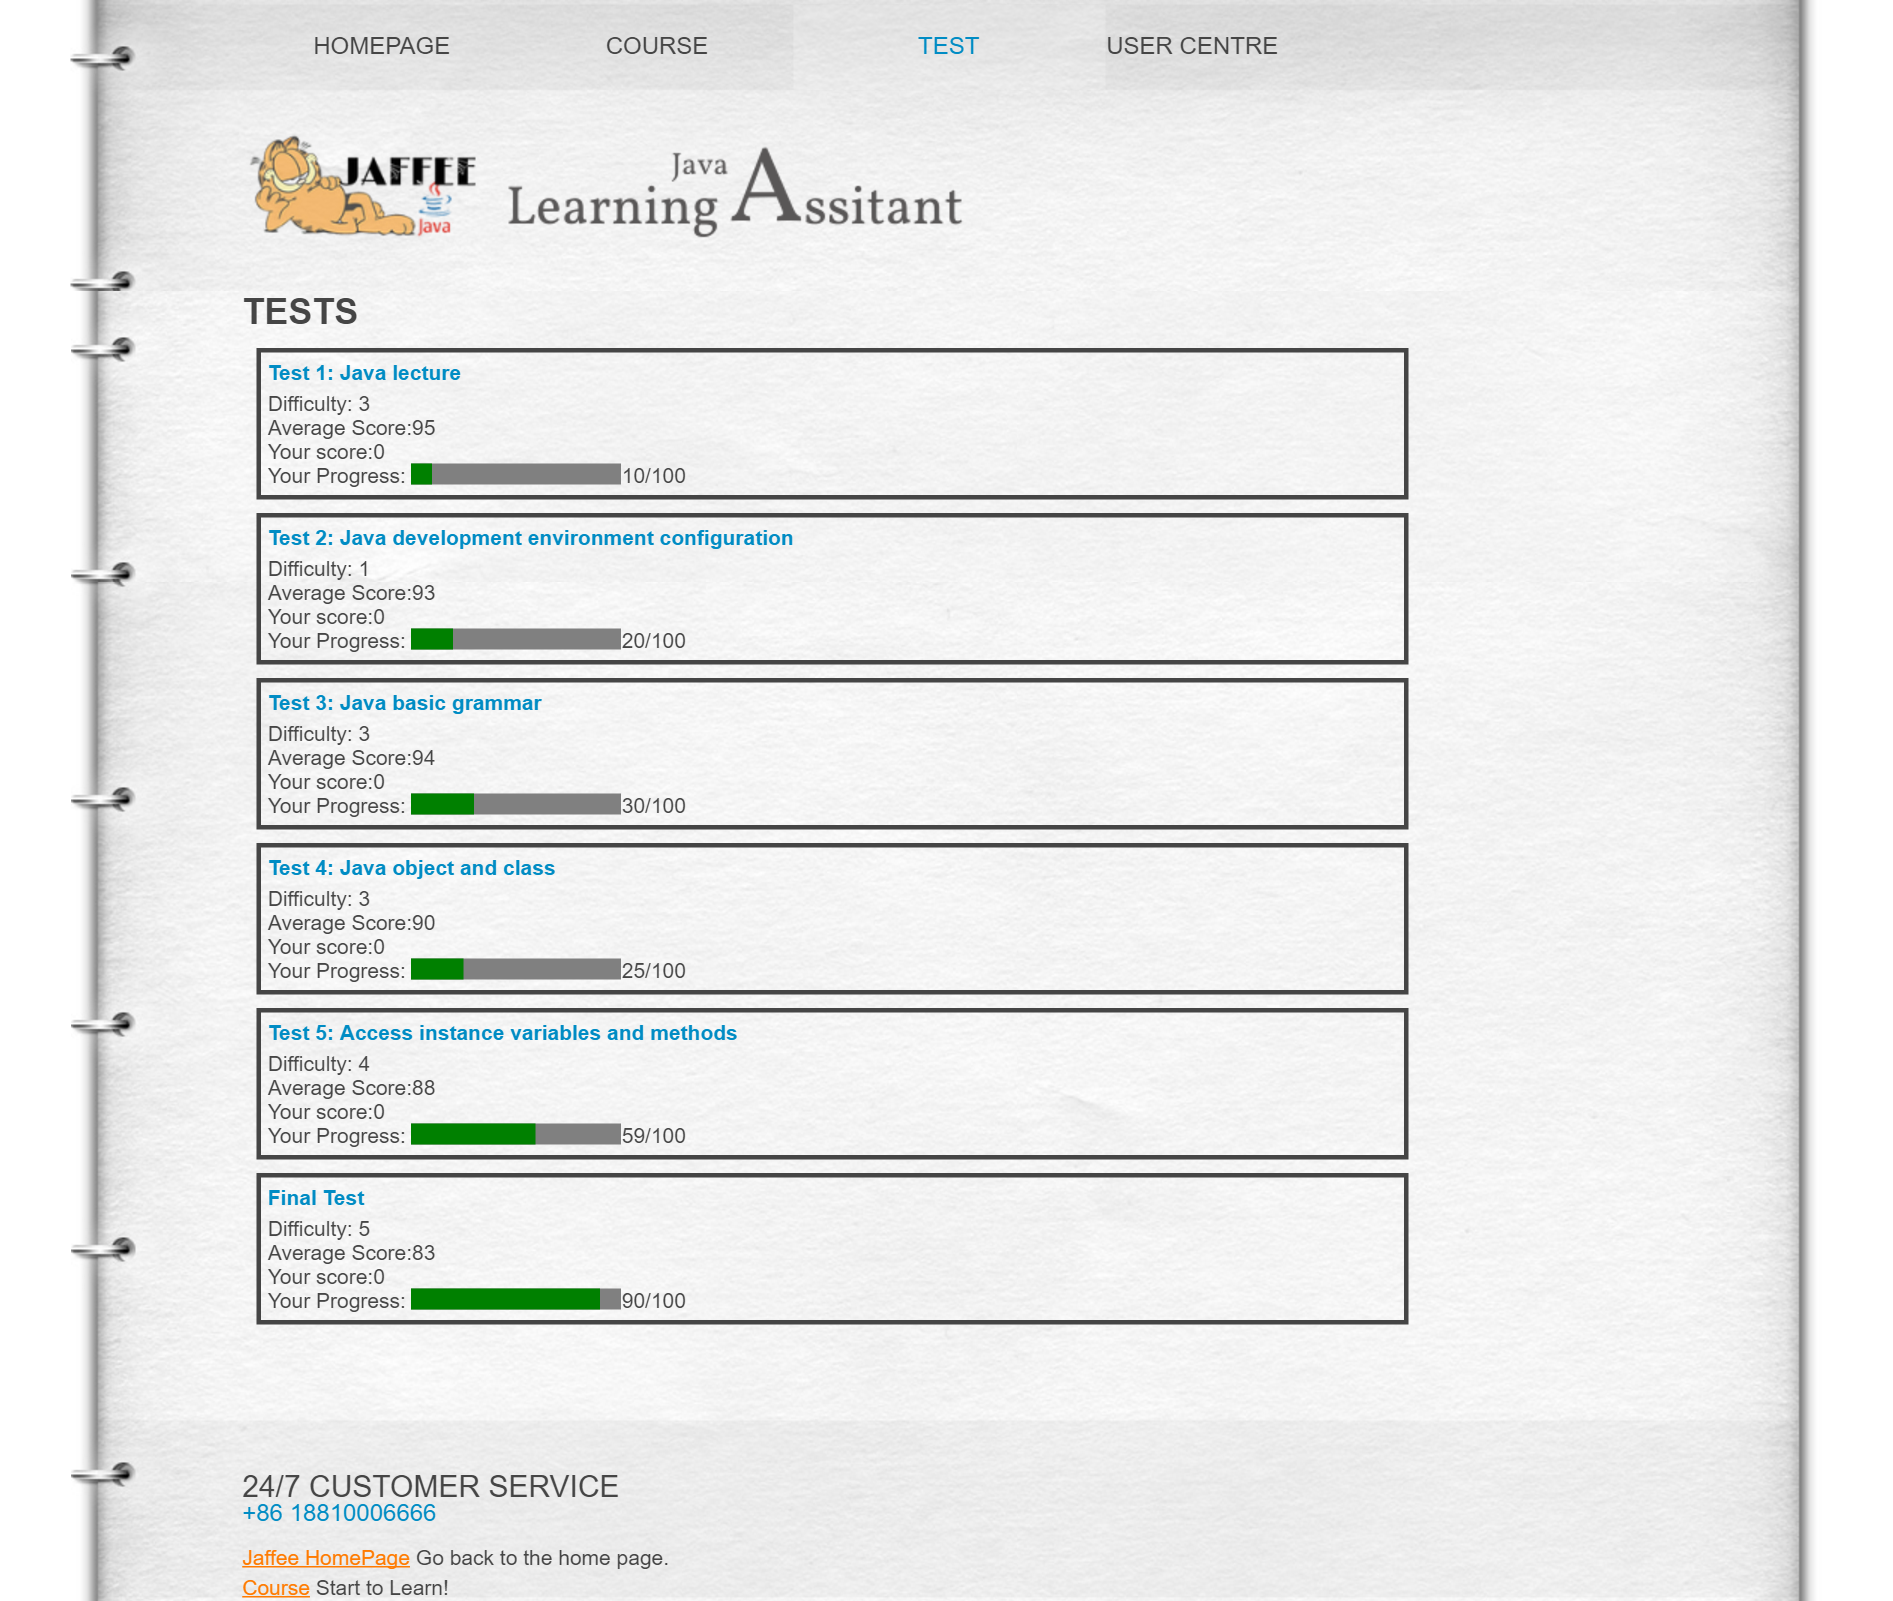 HOMEPAGE COURSE TEST USER CENTRE
JAFFEE
Java
Java
Learning Assitant
TESTS
Test 1: Java lecture
Difficulty: 3
Average Score:95
Your score:0
Your Progress: 10/100
Test 2: Java development environment configuration
Difficulty: 1
Average Score:93
Your score:0
Your Progress: 20/100
Test 3: Java basic grammar
Difficulty: 3
Average Score:94
Your score:0
Your Progress: 30/100
Test 4: Java object and class
Difficulty: 3
Average Score:90
Your score:0
Your Progress: 25/100
Test 5: Access instance variables and methods
Difficulty: 4
Average Score:88
Your score:0
Your Progress: 59/100
Final Test
Difficulty: 5
Average Score:83
Your score:0
Your Progress: 90/100
24/7 CUSTOMER SERVICE
+86 18810006666
Jaffee HomePage Go back to the home page.
Course Start to Learn!